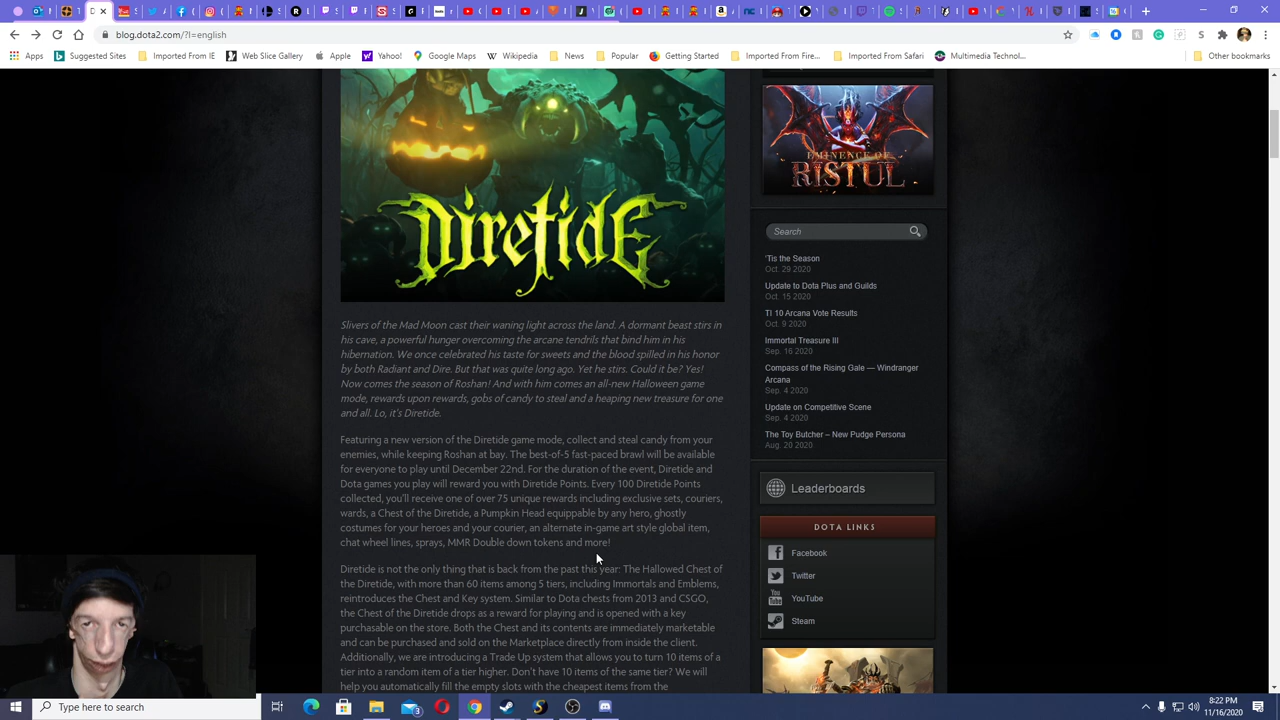 blog.dota2.com/?l=english
Apps
Suggested Sites
Imported From IE
Web Slice Gallery
Apple
Yahoo!
Google Maps
Wikipedia
News
Popular
Getting Started
Imported From Fire...
Imported From Safari
Multimedia Technol...
Other bookmarks
Diretide
Slivers of the Mad Moon cast their waning light across the land. A dormant beast stirs in
his cave, a powerful hunger overcoming the arcane tendrils that bind him in his
hibernation. We once celebrated his taste for sweets and the blood spilled in his honor
by both Radiant and Dire. But that was quite long ago. Yet he stirs. Could it be? Yes!
Now comes the season of Roshan! And with him comes an all-new Halloween game
mode, rewards upon rewards, gobs of candy to steal and a heaping new treasure for one
and all. Lo, it's Diretide.
Featuring a new version of the Diretide game mode, collect and steal candy from your
enemies, while keeping Roshan at bay. The best-of-5 fast-paced brawl will be available
for everyone to play until December 22nd. For the duration of the event, Diretide and
Dota games you play will reward you with Diretide Points. Every 100 Diretide Points
collected, you'll receive one of over 75 unique rewards including exclusive sets, couriers,
wards, a Chest of the Diretide, a Pumpkin Head equippable by any hero, ghostly
costumes for your heroes and your courier, an alternate in-game art style global item,
chat wheel lines, sprays, MMR Double down tokens and more!
Diretide is not the only thing that is back from the past this year: The Hallowed Chest of
the Diretide, with more than 60 items among 5 tiers, including Immortals and Emblems,
reintroduces the Chest and Key system. Similar to Dota chests from 2013 and CSGO,
the Chest of the Diretide drops as a reward for playing and is opened with a key
purchasable on the store. Both the Chest and its contents are immediately marketable
and can be purchased and sold on the Marketplace directly from inside the client.
Additionally, we are introducing a Trade Up system that allows you to turn 10 items of a
tier into a random item of a tier higher. Don't have 10 items of the same tier? We will
help you automatically fill the empty slots with the cheapest items from the
EMINENCE OF
RISTUL
Search
'Tis the Season
Oct. 29 2020
Update to Dota Plus and Guilds
Oct. 15 2020
TI 10 Arcana Vote Results
Oct. 9 2020
Immortal Treasure III
Sep. 16 2020
Compass of the Rising Gale — Windranger
Arcana
Sep. 4 2020
Update on Competitive Scene
Sep. 4 2020
The Toy Butcher – New Pudge Persona
Aug. 20 2020
Leaderboards
DOTA LINKS
Facebook
Twitter
YouTube
Steam
Type here to search
3
8:22 PM
11/16/2020